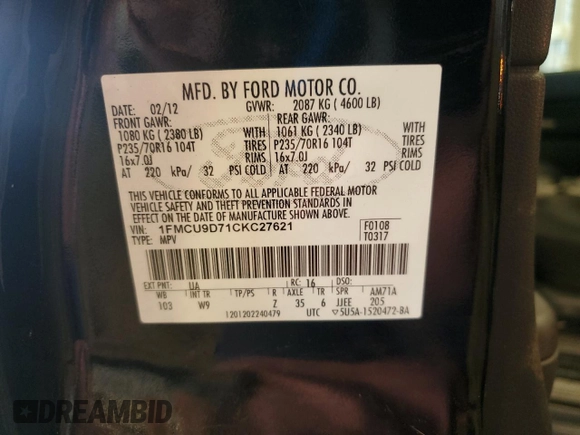 MFD. BY FORD MOTOR CO.
DATE: 02/12 GVWR: 2087 KG ( 4600 LB)
FRONT GAWR: REAR GAWR:
1080 KG ( 2380 LB) WITH 1061 KG ( 2340 LB) WITH
P235/70R16 104T TIRES P235/70R16 104T TIRES
16x7.0J RIMS 16x7.0J RIMS
AT 220 kPa/ 32 PSI COLD AT 220 kPa/ 32 PSI COLD
THIS VEHICLE CONFORMS TO ALL APPLICABLE FEDERAL MOTOR
VEHICLE SAFETY AND THEFT PREVENTION STANDARDS IN
EFFECT ON THE DATE OF MANUFACTURE SHOWN ABOVE.
VIN: 1FMCU9D71CKC27621 F0108
TYPE: MPV T0317
EXT PNT: UA RC: 16 DSO:
WB INT TR TP/PS R AXLE TR SPR AM71A
103 W9 Z 35 6 JJEE 205
1201202240479 UTC ▽5U5A-1520472-BA
DREAMBID